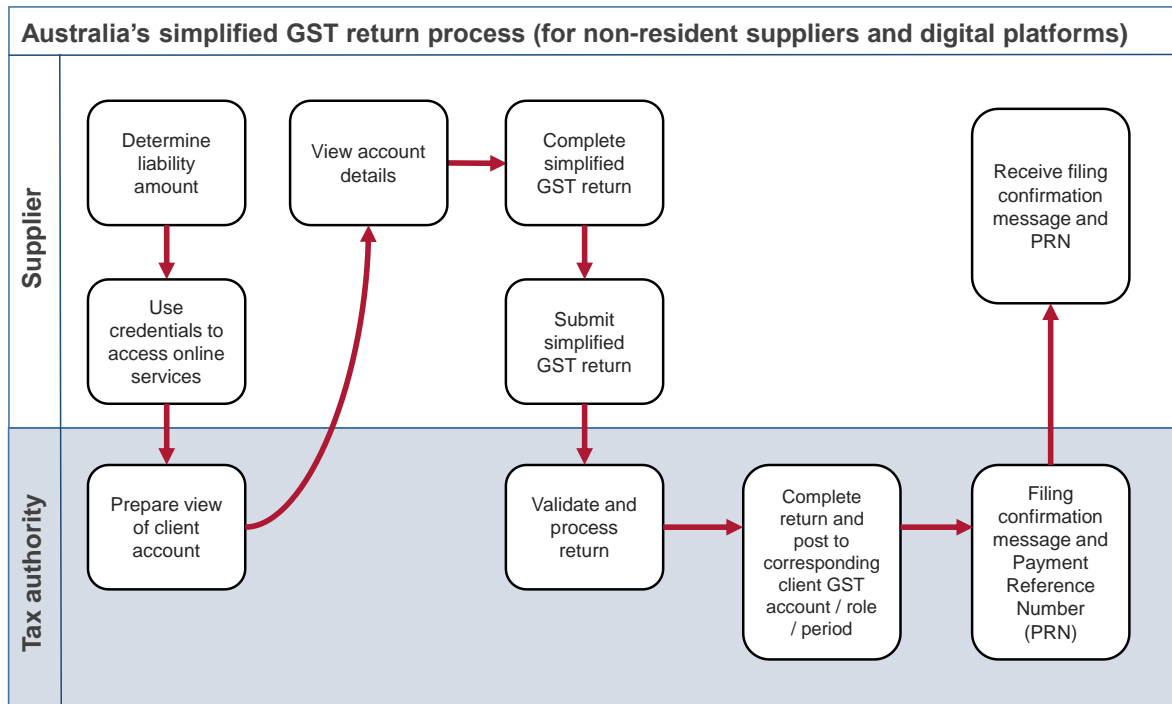 Australia's simplified GST return process (for non-resident suppliers and digital platforms)
Supplier
Determine
liability
amount
Use
credentials to
access online
services
View account
details
Complete
simplified
GST return
Submit
simplified
GST return
Receive filing
confirmation
message and
PRN
Tax authority
Prepare view
of client
account
Validate and
process
return
Complete
return and
post to
corresponding
client GST
account / role
/ period
Filing
confirmation
message and
Payment
Reference
Number
(PRN)